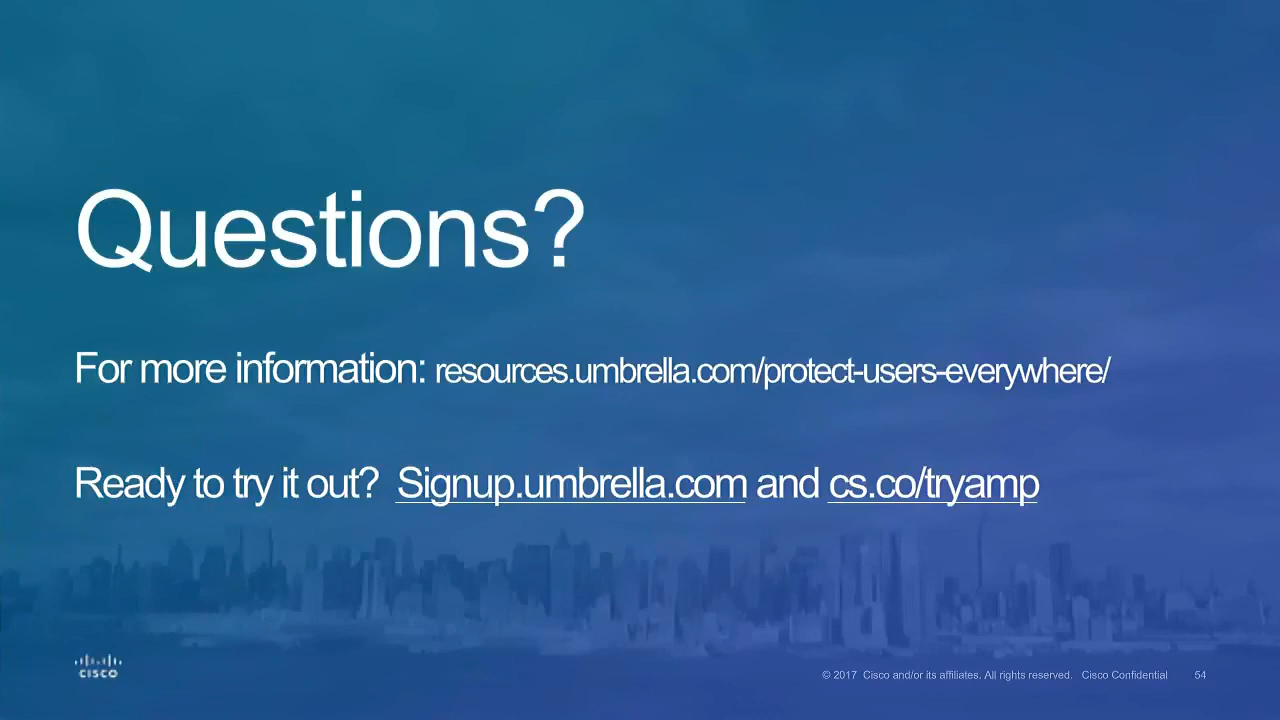 Questions?
For more information: resources.umbrella.com/protect-users-everywhere/
Ready to try it out? Signup.umbrella.com and cs.co/tryamp
CISCO
© 2017 Cisco and/or its affiliates. All rights reserved. Cisco Confidential 54